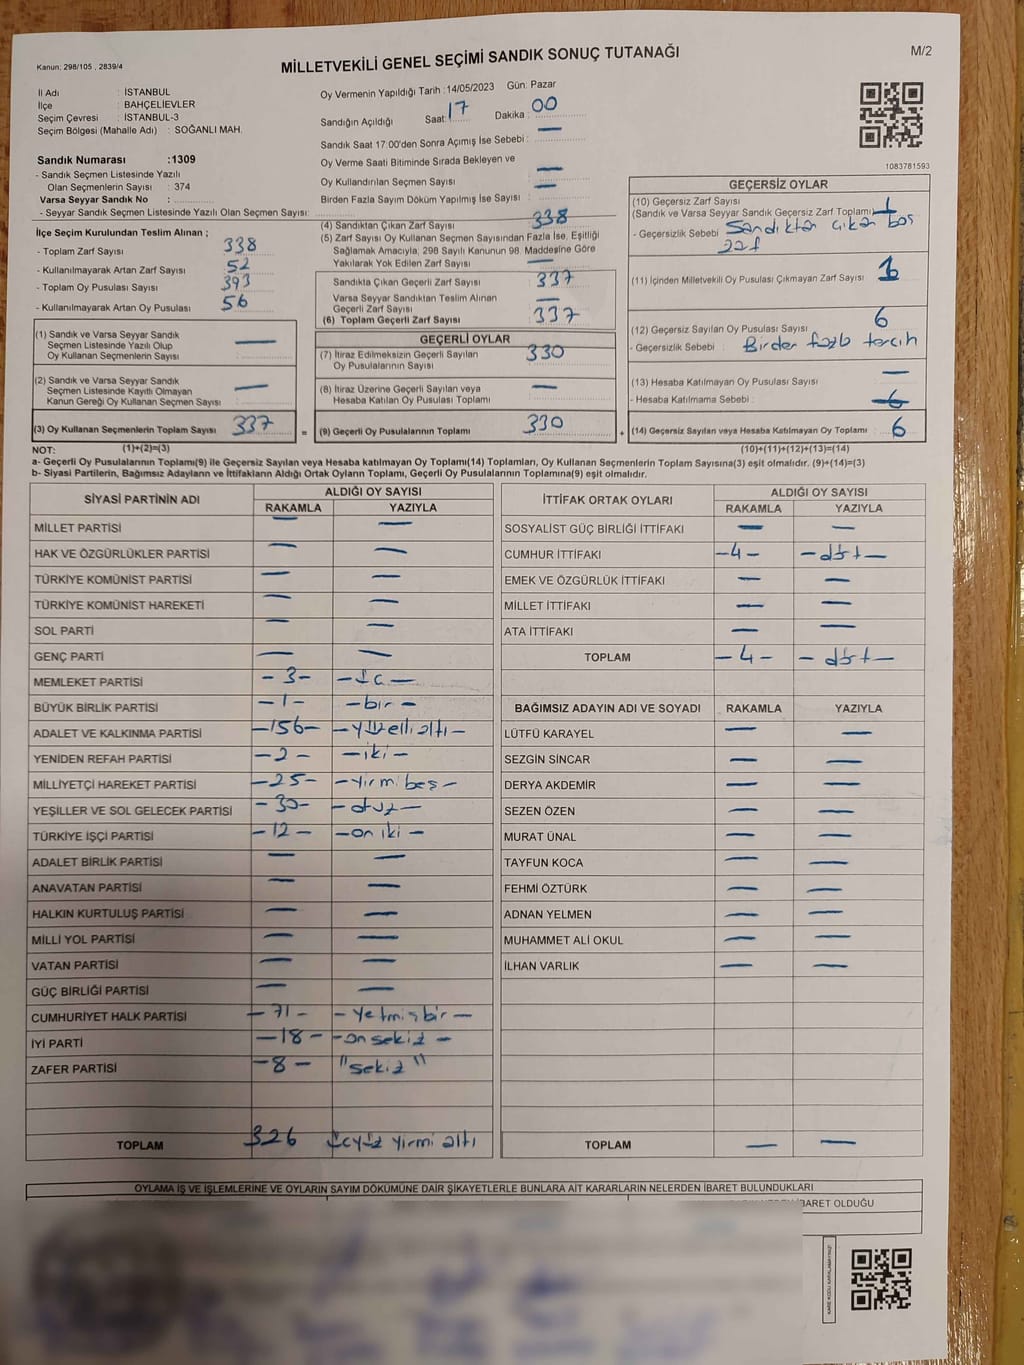 Kanun: 298/105 , 2839/4
MİLLETVEKİLİ GENEL SEÇİMİ SANDIK SONUÇ TUTANAĞI
M/2
İl Adı : İSTANBUL
İlçe : BAHÇELİEVLER
Seçim Çevresi : İSTANBUL-3
Seçim Bölgesi (Mahalle Adı) : SOĞANLI MAH.
Sandık Numarası :1309
- Sandık Seçmen Listesinde Yazılı
Olan Seçmenlerin Sayısı : 374
Varsa Seyyar Sandık No :
- Seyyar Sandık Seçmen Listesinde Yazılı Olan Seçmen Sayısı:
Oy Vermenin Yapıldığı Tarih :14/05/2023 Gün: Pazar
Sandığın Açıldığı Saat: 17 Dakika : 00
Sandık Saat 17:00'den Sonra Açımış İse Sebebi : —
Oy Verme Saati Bitiminde Sırada Bekleyen ve
Oy Kullandırılan Seçmen Sayısı —
Birden Fazla Sayım Döküm Yapılmış İse Sayısı : —
1083781593
İlçe Seçim Kurulundan Teslim Alınan ;
- Toplam Zarf Sayısı 338
- Kullanılmayarak Artan Zarf Sayısı 52
- Toplam Oy Pusulası Sayısı 393
- Kullanılmayarak Artan Oy Pusulası 56
(4) Sandıktan Çıkan Zarf Sayısı 338
(5) Zarf Sayısı Oy Kullanan Seçmen Sayısından Fazla İse, Eşitliği
Sağlamak Amacıyla, 298 Sayılı Kanunun 98. Maddesine Göre
Yakılarak Yok Edilen Zarf Sayısı —
Sandıkta Çıkan Geçerli Zarf Sayısı 337
Varsa Seyyar Sandıktan Teslim Alınan
Geçerli Zarf Sayısı —
(6) Toplam Geçerli Zarf Sayısı 337
GEÇERSİZ OYLAR
(10) Geçersiz Zarf Sayısı
(Sandık ve Varsa Seyyar Sandık Geçersiz Zarf Toplamı) 1
- Geçersizlik Sebebi Sandıktan çıkan boş
zarf
(11) İçinden Milletvekili Oy Pusulası Çıkmayan Zarf Sayısı
(12) Geçersiz Sayılan Oy Pusulası Sayısı 6
- Geçersizlik Sebebi : Birden fazla tercih
(13) Hesaba Katılmayan Oy Pusulası Sayısı —
- Hesaba Katılmama Sebebi :
(14) Geçersiz Sayılan veya Hesaba Katılmayan Oy Toplamı 6
(1) Sandık ve Varsa Seyyar Sandık
Seçmen Listesinde Yazılı Olup
Oy Kullanan Seçmenlerin Sayısı —
(2) Sandık ve Varsa Seyyar Sandık
Seçmen Listesinde Kayıtlı Olmayan
Kanun Gereği Oy Kullanan Seçmen Sayısı —
(3) Oy Kullanan Seçmenlerin Toplam Sayısı 337 =
GEÇERLİ OYLAR
(7) İtiraz Edilmeksizin Geçerli Sayılan
Oy Pusulalarının Sayısı 330
(8) İtiraz Üzerine Geçerli Sayılan veya
Hesaba Katılan Oy Pusulası Toplamı —
(9) Geçerli Oy Pusulalarının Toplamı 330 +
NOT: (1)+(2)=(3) (10)+(11)+(12)+(13)=(14)
a- Geçerli Oy Pusulalarının Toplamı(9) ile Geçersiz Sayılan veya Hesaba katılmayan Oy Toplamı(14) Toplamları, Oy Kullanan Seçmenlerin Toplam Sayısına(3) eşit olmalıdır. (9)+(14)=(3)
b- Siyasi Partilerin, Bağımsız Adayların ve İttifakların Aldığı Ortak Oyların Toplamı, Geçerli Oy Pusulalarının Toplamına(9) eşit olmalıdır.
SİYASİ PARTİNİN ADI ALDIĞI OY SAYISI
RAKAMLA YAZIYLA
MİLLET PARTİSİ — —
HAK VE ÖZGÜRLÜKLER PARTİSİ — —
TÜRKİYE KOMÜNİST PARTİSİ — —
TÜRKİYE KOMÜNİST HAREKETİ — —
SOL PARTİ — —
GENÇ PARTİ — —
MEMLEKET PARTİSİ -3- -üç-
BÜYÜK BİRLİK PARTİSİ -1- -bir-
ADALET VE KALKINMA PARTİSİ -156- -yüzelli altı-
YENİDEN REFAH PARTİSİ -2- -iki-
MİLLİYETÇİ HAREKET PARTİSİ -25- -yirmi beş-
YEŞİLLER VE SOL GELECEK PARTİSİ -30- -otuz-
TÜRKİYE İŞÇİ PARTİSİ -12- -on iki-
ADALET BİRLİK PARTİSİ — —
ANAVATAN PARTİSİ — —
HALKIN KURTULUŞ PARTİSİ — —
MİLLİ YOL PARTİSİ — —
VATAN PARTİSİ — —
GÜÇ BİRLİĞİ PARTİSİ — —
CUMHURİYET HALK PARTİSİ -71- -Yetmişbir-
İYİ PARTİ -18- -on sekiz-
ZAFER PARTİSİ -8- "sekiz"
TOPLAM 326 Üçyüz yirmi altı
İTTİFAK ORTAK OYLARI ALDIĞI OY SAYISI
RAKAMLA YAZIYLA
SOSYALİST GÜÇ BİRLİĞİ İTTİFAKI — —
CUMHUR İTTİFAKI -4- -dört-
EMEK VE ÖZGÜRLÜK İTTİFAKI — —
MİLLET İTTİFAKI — —
ATA İTTİFAKI — —
TOPLAM -4- -dört-
BAĞIMSIZ ADAYIN ADI VE SOYADI RAKAMLA YAZIYLA
LÜTFÜ KARAYEL — —
SEZGİN SİNCAR — —
DERYA AKDEMİR — —
SEZEN ÖZEN — —
MURAT ÜNAL — —
TAYFUN KOCA — —
FEHMİ ÖZTÜRK — —
ADNAN YELMEN — —
MUHAMMET ALİ OKUL — —
İLHAN VARLIK — —
TOPLAM — —
OYLAMA İŞ VE İŞLEMLERİNE VE OYLARIN SAYIM DÖKÜMÜNE DAİR ŞİKAYETLERLE BUNLARA AİT KARARLARIN NELERDEN İBARET BULUNDUKLARI
BARET OLDUĞU